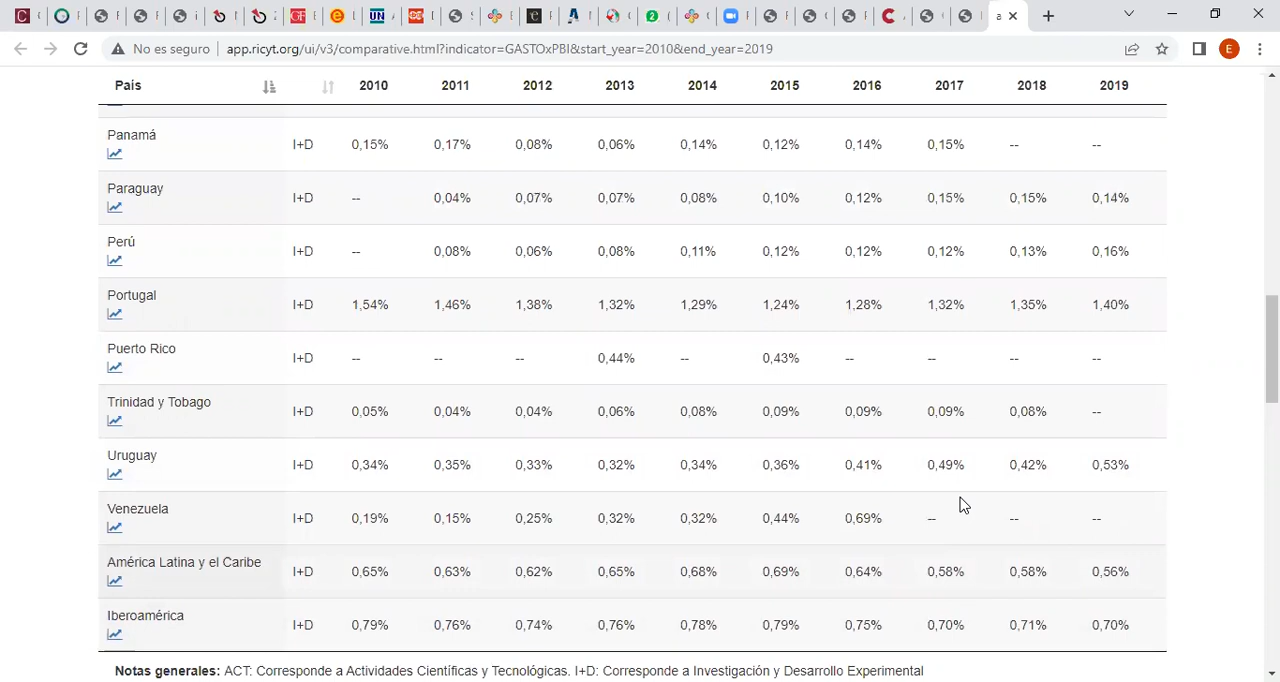 No es seguro app.ricyt.org/ui/v3/comparative.html?indicator=GASTOxPBI&start_year=2010&end_year=2019 E
País 2010 2011 2012 2013 2014 2015 2016 2017 2018 2019
Panamá I+D 0,15% 0,17% 0,08% 0,06% 0,14% 0,12% 0,14% 0,15% -- --
Paraguay I+D -- 0,04% 0,07% 0,07% 0,08% 0,10% 0,12% 0,15% 0,15% 0,14%
Perú I+D -- 0,08% 0,06% 0,08% 0,11% 0,12% 0,12% 0,12% 0,13% 0,16%
Portugal I+D 1,54% 1,46% 1,38% 1,32% 1,29% 1,24% 1,28% 1,32% 1,35% 1,40%
Puerto Rico I+D -- -- -- 0,44% -- 0,43% -- -- -- --
Trinidad y Tobago I+D 0,05% 0,04% 0,04% 0,06% 0,08% 0,09% 0,09% 0,09% 0,08% --
Uruguay I+D 0,34% 0,35% 0,33% 0,32% 0,34% 0,36% 0,41% 0,49% 0,42% 0,53%
Venezuela I+D 0,19% 0,15% 0,25% 0,32% 0,32% 0,44% 0,69% -- -- --
América Latina y el Caribe I+D 0,65% 0,63% 0,62% 0,65% 0,68% 0,69% 0,64% 0,58% 0,58% 0,56%
Iberoamérica I+D 0,79% 0,76% 0,74% 0,76% 0,78% 0,79% 0,75% 0,70% 0,71% 0,70%
Notas generales: ACT: Corresponde a Actividades Científicas y Tecnológicas. I+D: Corresponde a Investigación y Desarrollo Experimental